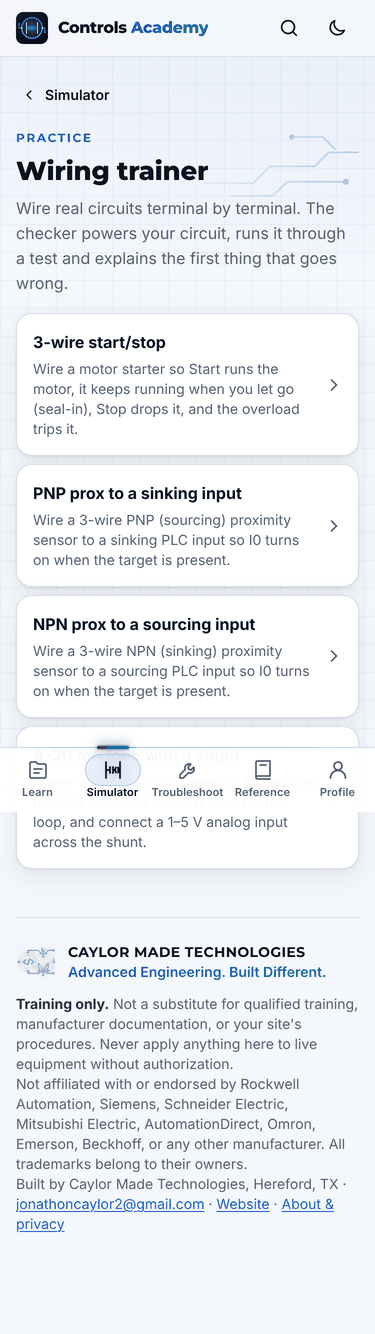 Controls Academy
Simulator
PRACTICE
Wiring trainer
Wire real circuits terminal by terminal. The
checker powers your circuit, runs it through
a test and explains the first thing that goes
wrong.
3-wire start/stop
Wire a motor starter so Start runs the
motor, it keeps running when you let go
(seal-in), Stop drops it, and the overload
trips it.
PNP prox to a sinking input
Wire a 3-wire PNP (sourcing) proximity
sensor to a sinking PLC input so I0 turns
on when the target is present.
NPN prox to a sourcing input
Wire a 3-wire NPN (sinking) proximity
sensor to a sourcing PLC input so I0 turns
on when the target is present.
4–20 m with a shunt
Learn Simulator Troubleshoot Reference Profile
loop, and connect a 1–5 V analog input
across the shunt.
CAYLOR MADE TECHNOLOGIES
Advanced Engineering. Built Different.
Training only. Not a substitute for qualified training,
manufacturer documentation, or your site's
procedures. Never apply anything here to live
equipment without authorization.
Not affiliated with or endorsed by Rockwell
Automation, Siemens, Schneider Electric,
Mitsubishi Electric, AutomationDirect, Omron,
Emerson, Beckhoff, or any other manufacturer. All
trademarks belong to their owners.
Built by Caylor Made Technologies, Hereford, TX ·
jonathoncaylor2@gmail.com · Website · About &
privacy